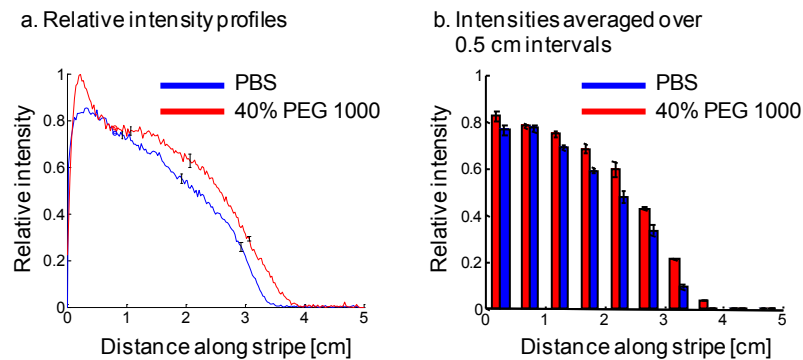 a. Relative intensity profiles
1
0.8
0.6
0.4
0.2
0
Relative intensity
PBS
40% PEG 1000
0 1 2 3 4 5
Distance along stripe [cm]
b. Intensities averaged over
0.5 cm intervals
1
0.8
0.6
0.4
0.2
0
Relative intensity
PBS
40% PEG 1000
0 1 2 3 4 5
Distance along stripe [cm]